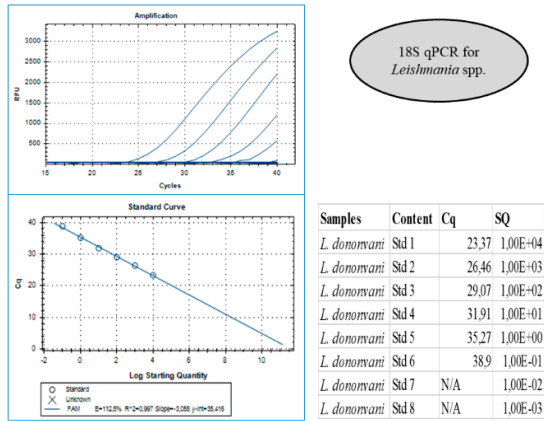 Amplification
3000
2500
2000
1500
1000
500
RFU
15 20 25 30 35 40
Cycles
18S qPCR for
Leishmania spp.
Standard Curve
40
30
20
10
0
Cq
-2 0 2 4 6 8 10
Log Starting Quantity
O Standard
X Unknown
FAM E=112,5% R^2=0,997 Slope=-3,055 y-int=35,416
Samples Content Cq SQ
L. dononvani Std 1 23,37 1,00E+04
L. dononvani Std 2 26,46 1,00E+03
L. dononvani Std 3 29,07 1,00E+02
L. dononvani Std 4 31,91 1,00E+01
L. dononvani Std 5 35,27 1,00E+00
L. dononvani Std 6 38,9 1,00E-01
L. dononvani Std 7 N/A 1,00E-02
L. dononvani Std 8 N/A 1,00E-03